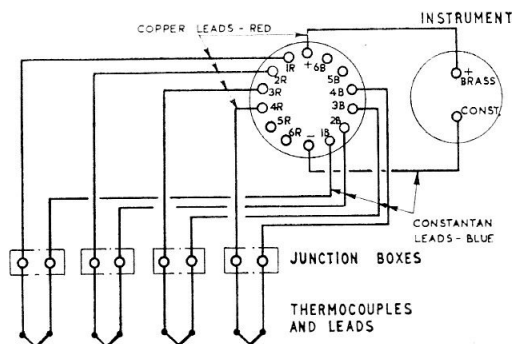 INSTRUMENT
COPPER LEADS - RED
1R
+
6B
2R
5B
3R
4B
4R
3B
5R
2B
6R
-
1B
+
BRASS
CONST.
CONSTANTAN
LEADS - BLUE
JUNCTION BOXES
THERMOCOUPLES
AND LEADS